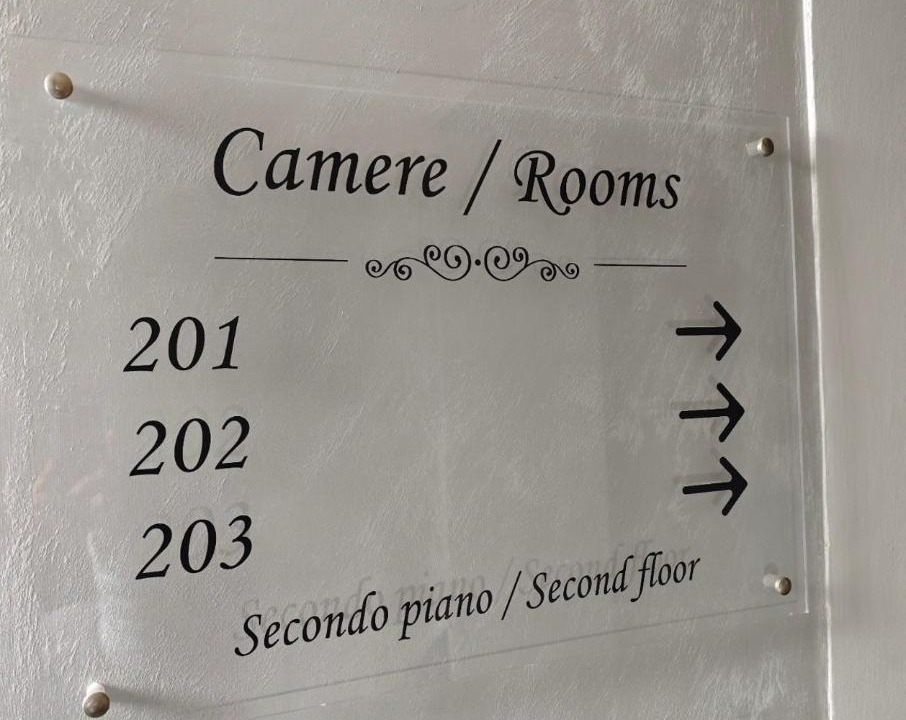 Camere / Rooms
201 →
202 →
203 →
Secondo piano / Second floor